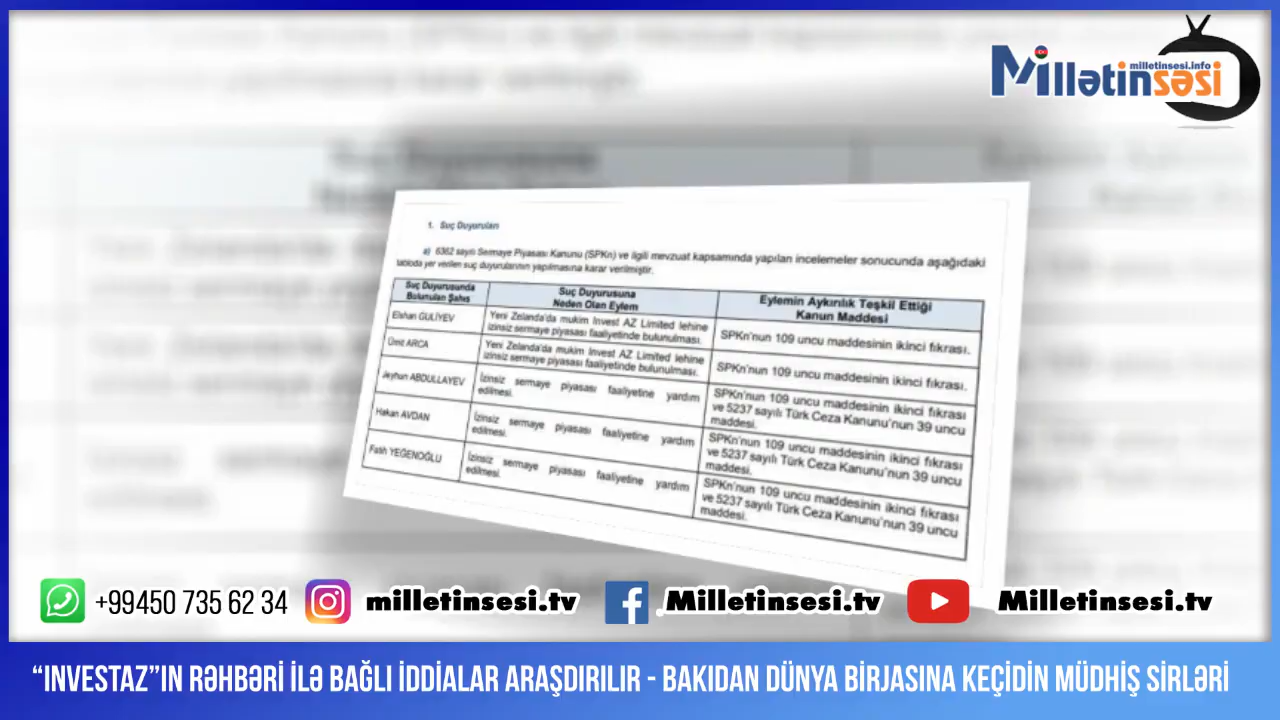 milletinsesi.info
Millətinsəsi
1. Suç Duyuruları
a) 6362 sayılı Sermaye Piyasası Kanunu (SPKn) ve ilgili mevzuat kapsamında yapılan incelemeler sonucunda aşağıdaki
tabloda yer verilen suç duyurularının yapılmasına karar verilmiştir.
Suç Duyurusunda
Bulunulan Şahıs
Suç Duyurusuna
Neden Olan Eylem
Eylemin Aykırılık Teşkil Ettiği
Kanun Maddesi
Elshan GULIYEV
Yeni Zelanda'da mukim Invest AZ Limited lehine
izinsiz sermaye piyasası faaliyetinde bulunulması.
SPKn'nun 109 uncu maddesinin ikinci fıkrası.
Ümit ARCA
Yeni Zelanda'da mukim Invest AZ Limited lehine
izinsiz sermaye piyasası faaliyetinde bulunulması.
SPKn'nun 109 uncu maddesinin ikinci fıkrası.
Jeyhun ABDULLAYEV
İzinsiz sermaye piyasası faaliyetine yardım
edilmesi.
SPKn'nun 109 uncu maddesinin ikinci fıkrası
ve 5237 sayılı Türk Ceza Kanunu'nun 39 uncu
maddesi.
Hakan AVDAN
İzinsiz sermaye piyasası faaliyetine yardım
edilmesi.
SPKn'nun 109 uncu maddesinin ikinci fıkrası
ve 5237 sayılı Türk Ceza Kanunu'nun 39 uncu
maddesi.
Fatih YEĞENOĞLU
İzinsiz sermaye piyasası faaliyetine yardım
edilmesi.
SPKn'nun 109 uncu maddesinin ikinci fıkrası
ve 5237 sayılı Türk Ceza Kanunu'nun 39 uncu
maddesi.
+99450 735 62 34 milletinsesi.tv Milletinsesi.tv Milletinsesi.tv
“INVESTAZ”IN RƏHBƏRİ İLƏ BAĞLI İDDİALAR ARAŞDIRILIR - BAKIDAN DÜNYA BİRJASINA KEÇİDİN MÜDHİŞ SİRLƏRİ